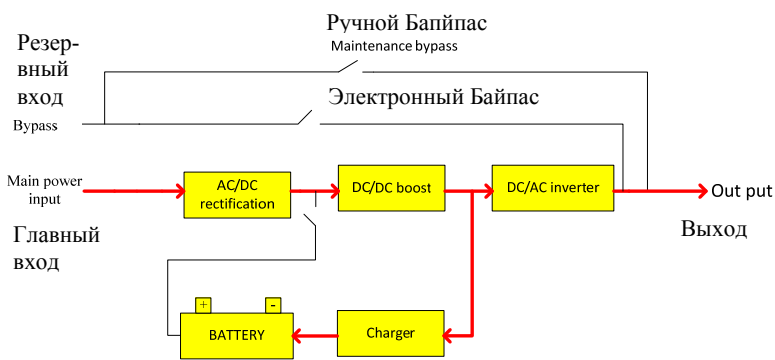 Ручной Бапйпас
Maintenance bypass
Резер-
вный
вход
Электронный Байпас
Bypass
Main power
input
AC/DC
rectification
DC/DC boost
DC/AC inverter
Out put
Главный
вход
Выход
+
-
BATTERY
Charger